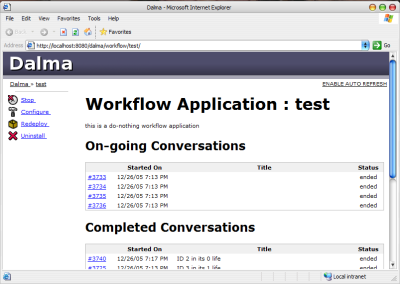 Dalma - Microsoft Internet Explorer
File Edit View Favorites Tools Help
Back Favorites
Address http://localhost:8080/dalma/workflow/test/ Go
Dalma
Dalma > test ENABLE AUTO REFRESH
Stop
Configure
Redeploy
Uninstall
Workflow Application : test
this is a do-nothing workflow application
On-going Conversations
Started On Title Status
#3733 12/26/05 7:13 PM ended
#3734 12/26/05 7:13 PM ended
#3735 12/26/05 7:13 PM ended
#3736 12/26/05 7:13 PM ended
Completed Conversations
Started On Title Status
#3740 12/26/05 7:17 PM ID 2 in its 0 life ended
12/26/05 7:13 PM ID 3 in its 1 life ended
Local intranet